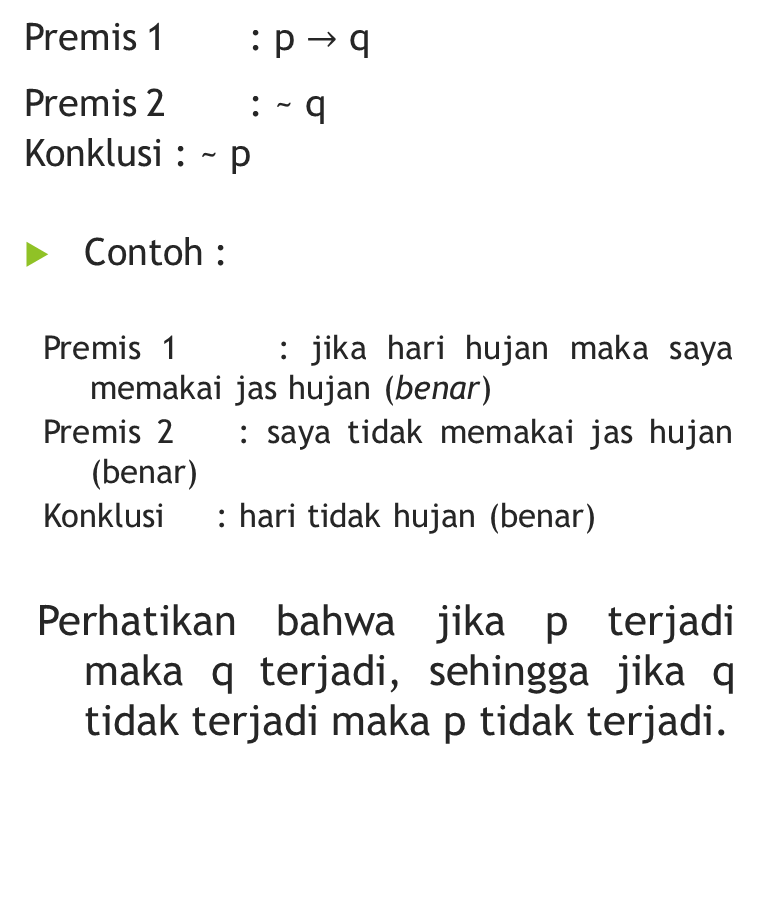 Premis 1 : p → q
Premis 2 : ~ q
Konklusi : ~ p
Contoh :
Premis 1 : jika hari hujan maka saya
memakai jas hujan (benar)
Premis 2 : saya tidak memakai jas hujan
(benar)
Konklusi : hari tidak hujan (benar)
Perhatikan bahwa jika p terjadi
maka q terjadi, sehingga jika q
tidak terjadi maka p tidak terjadi.